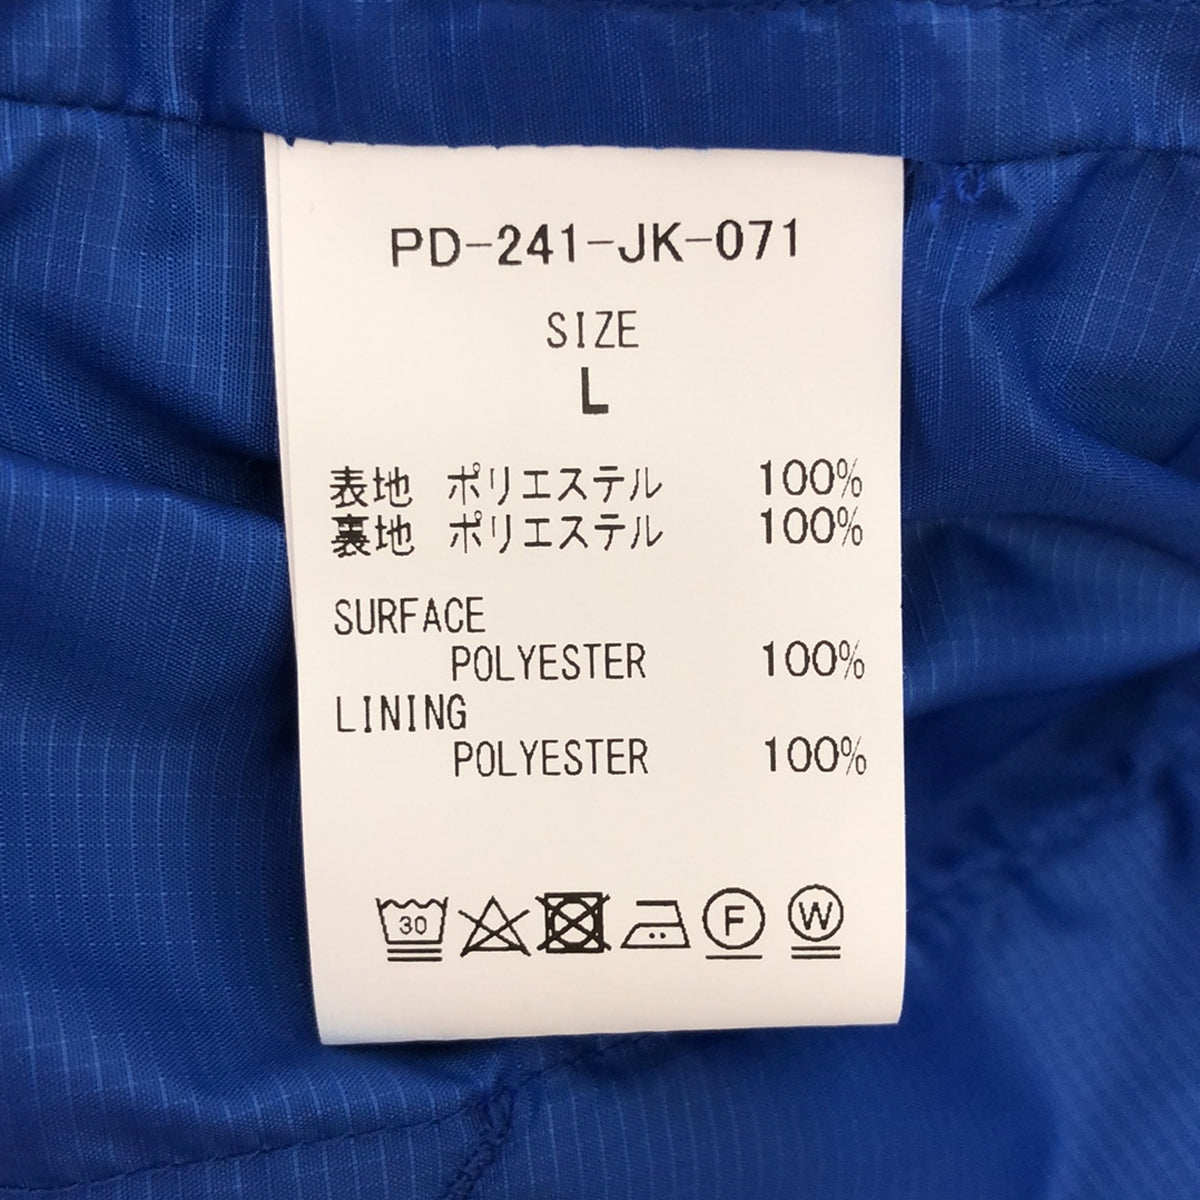 PD-241-JK-071
SIZE
L
表地 ポリエステル 100%
裏地 ポリエステル 100%
SURFACE
POLYESTER 100%
LINING
POLYESTER 100%
30 F W